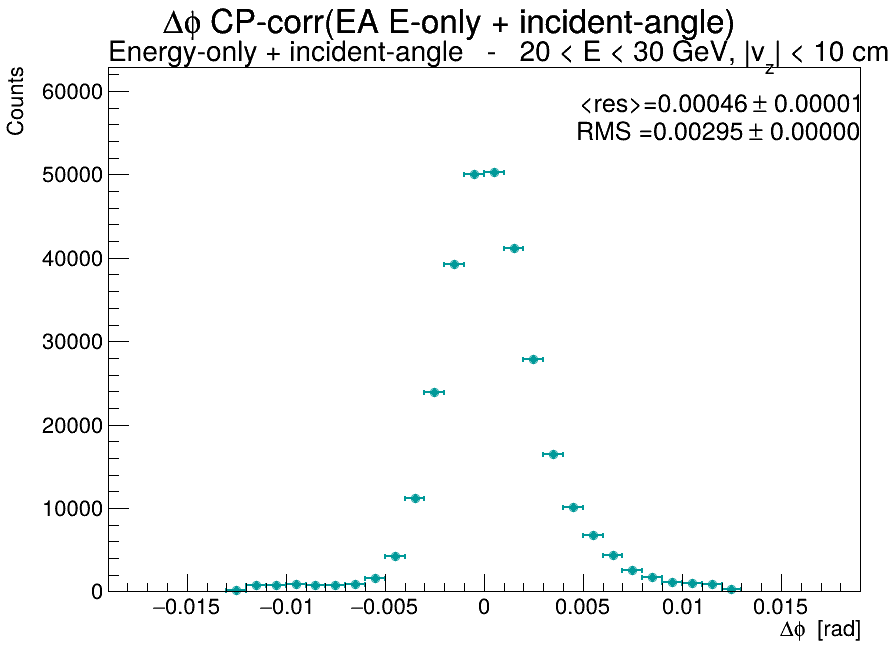 Δϕ CP-corr(EA E-only + incident-angle)
Energy-only + incident-angle - 20 < E < 30 GeV, |v_z| < 10 cm
Counts
<res>=0.00046 ± 0.00001
RMS =0.00295 ± 0.00000
60000
50000
40000
30000
20000
10000
0
−0.015 −0.01 −0.005 0 0.005 0.01 0.015
Δϕ [rad]